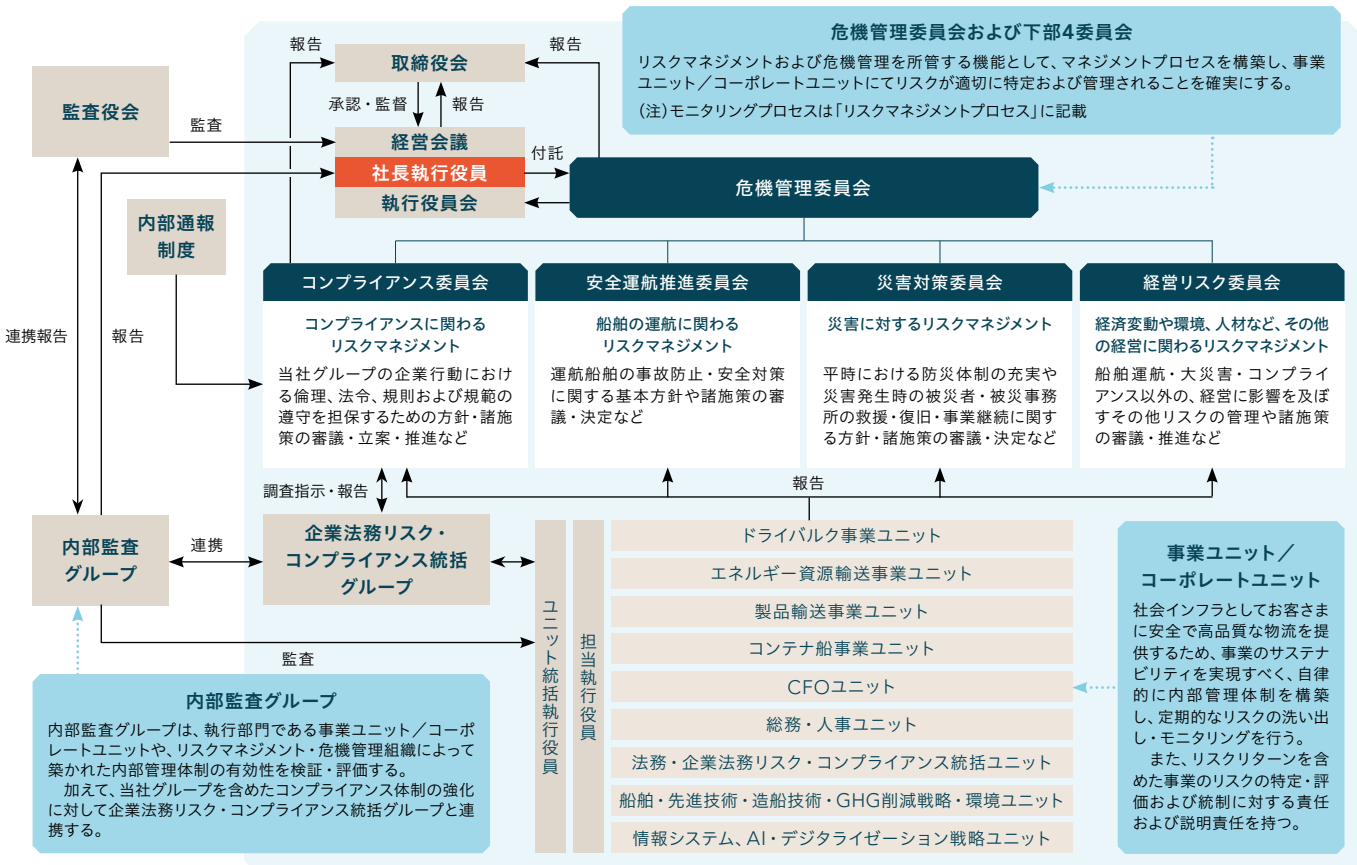 報告
取締役会
報告
承認・監督
報告
監査役会
監査
経営会議
社長執行役員
執行役員会
付託
危機管理委員会
危機管理委員会および下部4委員会
リスクマネジメントおよび危機管理を所管する機能として、マネジメントプロセスを構築し、事業
ユニット／コーポレートユニットにてリスクが適切に特定および管理されることを確実にする。
（注）モニタリングプロセスは「リスクマネジメントプロセス」に記載
内部通報
制度
連携報告
報告
コンプライアンス委員会
コンプライアンスに関わる
リスクマネジメント
当社グループの企業行動におけ
る倫理、法令、規則および規範の
遵守を担保するための方針・諸施
策の審議・立案・推進など
安全運航推進委員会
船舶の運航に関わる
リスクマネジメント
運航船舶の事故防止・安全対策
に関する基本方針や諸施策の審
議・決定など
災害対策委員会
災害に対するリスクマネジメント
平時における防災体制の充実や
災害発生時の被災者・被災事務
所の救援・復旧・事業継続に関す
る方針・諸施策の審議・決定など
経営リスク委員会
経済変動や環境、人材など、その他
の経営に関わるリスクマネジメント
船舶運航・大災害・コンプライ
アンス以外の、経営に影響を及ぼ
すその他リスクの管理や諸施策
の審議・推進など
調査指示・報告
報告
内部監査
グループ
連携
企業法務リスク・
コンプライアンス統括
グループ
監査
ユニット統括執行役員
担当執行役員
ドライバルク事業ユニット
エネルギー資源輸送事業ユニット
製品輸送事業ユニット
コンテナ船事業ユニット
CFOユニット
総務・人事ユニット
法務・企業法務リスク・コンプライアンス統括ユニット
船舶・先進技術・造船技術・GHG削減戦略・環境ユニット
情報システム、AI・デジタライゼーション戦略ユニット
内部監査グループ
内部監査グループは、執行部門である事業ユニット／コーポ
レートユニットや、リスクマネジメント・危機管理組織によって
築かれた内部管理体制の有効性を検証・評価する。
加えて、当社グループを含めたコンプライアンス体制の強化
に対して企業法務リスク・コンプライアンス統括グループと連
携する。
事業ユニット／
コーポレートユニット
社会インフラとしてお客さま
に安全で高品質な物流を提
供するため、事業のサステナ
ビリティを実現すべく、自律
的に内部管理体制を構築
し、定期的なリスクの洗い出
し・モニタリングを行う。
また、リスクリターンを含
めた事業のリスクの特定・評
価および統制に対する責任
および説明責任を持つ。